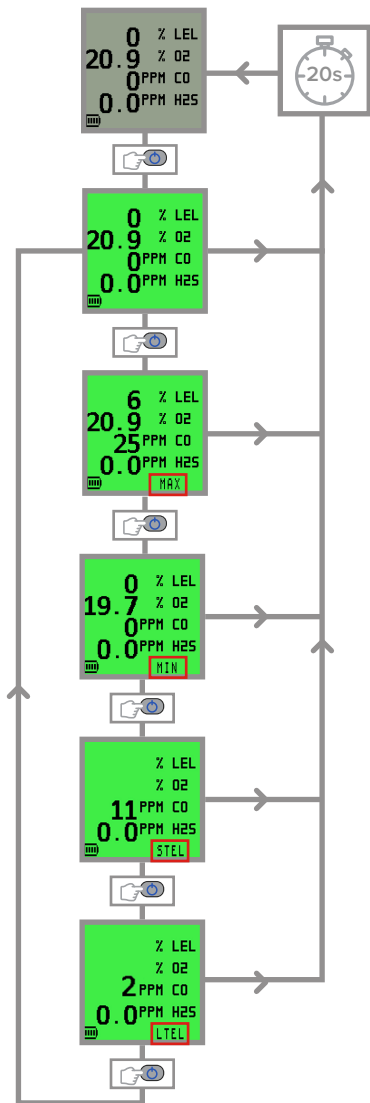 0 % LEL
20.9 % O2
0 PPM CO
0.0 PPM H2S
20s
0 % LEL
20.9 % O2
0 PPM CO
0.0 PPM H2S
6 % LEL
20.9 % O2
25 PPM CO
0.0 PPM H2S
MAX
0 % LEL
19.7 % O2
0 PPM CO
0.0 PPM H2S
MIN
% LEL
% O2
11 PPM CO
0.0 PPM H2S
STEL
% LEL
% O2
2 PPM CO
0.0 PPM H2S
LTEL